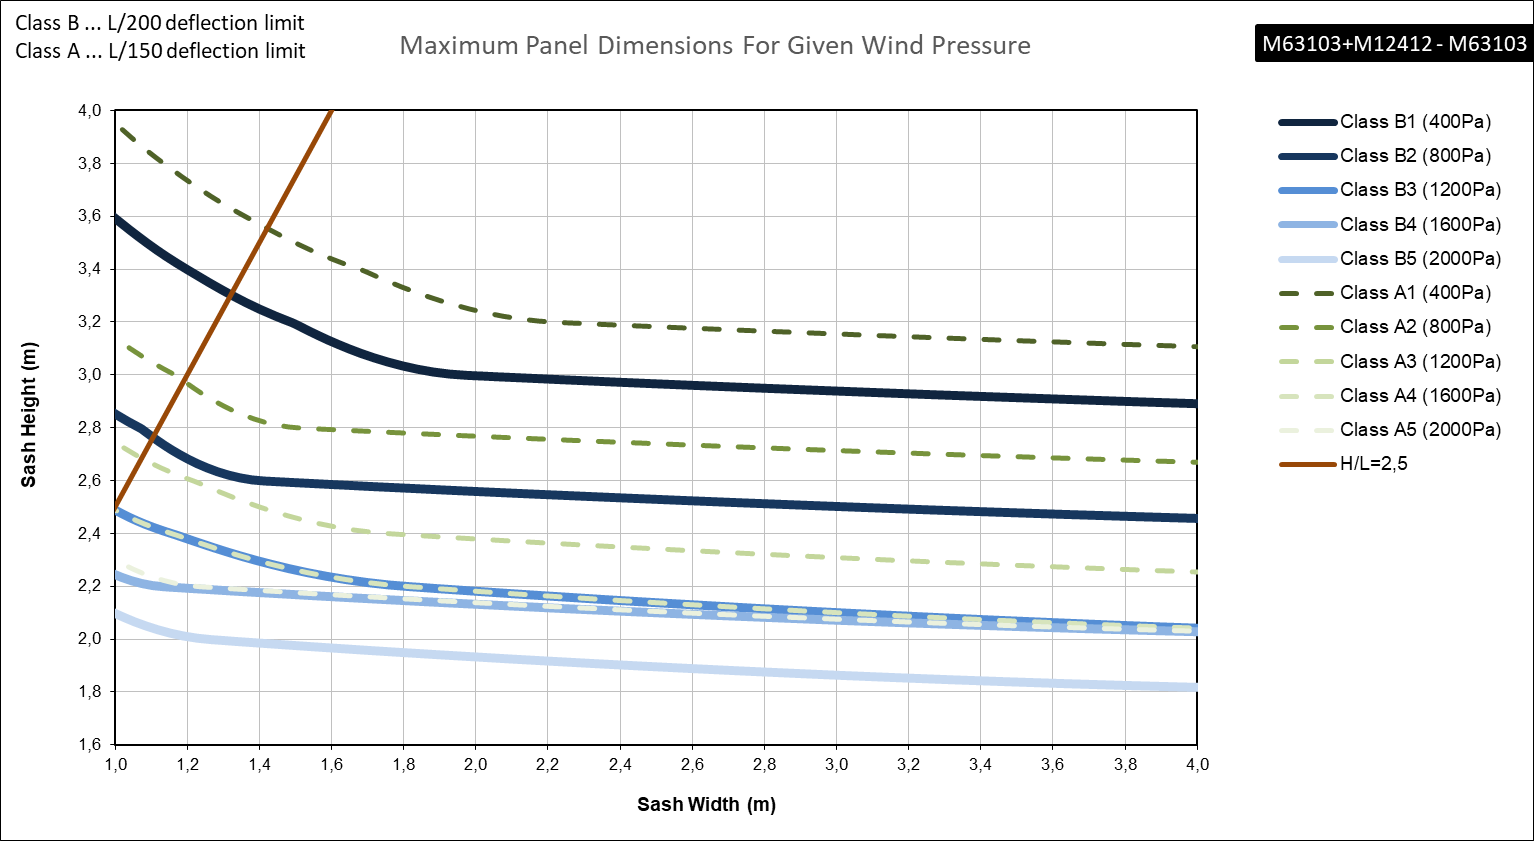 Class B ... L/200 deflection limit
Class A ... L/150 deflection limit
Maximum Panel Dimensions For Given Wind Pressure
M63103+M12412 - M63103
4,0
3,8
3,6
3,4
3,2
3,0
2,8
2,6
2,4
2,2
2,0
1,8
1,6
Sash Height (m)
1,0 1,2 1,4 1,6 1,8 2,0 2,2 2,4 2,6 2,8 3,0 3,2 3,4 3,6 3,8 4,0
Sash Width (m)
Class B1 (400Pa)
Class B2 (800Pa)
Class B3 (1200Pa)
Class B4 (1600Pa)
Class B5 (2000Pa)
Class A1 (400Pa)
Class A2 (800Pa)
Class A3 (1200Pa)
Class A4 (1600Pa)
Class A5 (2000Pa)
H/L=2,5